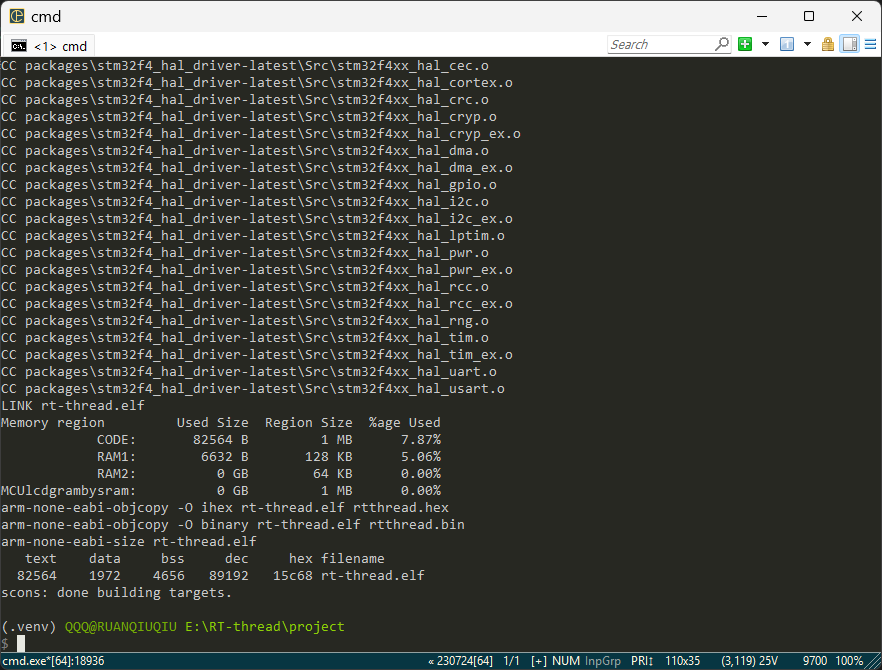 cmd
<1> cmd
Search
CC packages\stm32f4_hal_driver-latest\Src\stm32f4xx_hal_cec.o
CC packages\stm32f4_hal_driver-latest\Src\stm32f4xx_hal_cortex.o
CC packages\stm32f4_hal_driver-latest\Src\stm32f4xx_hal_crc.o
CC packages\stm32f4_hal_driver-latest\Src\stm32f4xx_hal_cryp.o
CC packages\stm32f4_hal_driver-latest\Src\stm32f4xx_hal_cryp_ex.o
CC packages\stm32f4_hal_driver-latest\Src\stm32f4xx_hal_dma.o
CC packages\stm32f4_hal_driver-latest\Src\stm32f4xx_hal_dma_ex.o
CC packages\stm32f4_hal_driver-latest\Src\stm32f4xx_hal_gpio.o
CC packages\stm32f4_hal_driver-latest\Src\stm32f4xx_hal_i2c.o
CC packages\stm32f4_hal_driver-latest\Src\stm32f4xx_hal_i2c_ex.o
CC packages\stm32f4_hal_driver-latest\Src\stm32f4xx_hal_lptim.o
CC packages\stm32f4_hal_driver-latest\Src\stm32f4xx_hal_pwr.o
CC packages\stm32f4_hal_driver-latest\Src\stm32f4xx_hal_pwr_ex.o
CC packages\stm32f4_hal_driver-latest\Src\stm32f4xx_hal_rcc.o
CC packages\stm32f4_hal_driver-latest\Src\stm32f4xx_hal_rcc_ex.o
CC packages\stm32f4_hal_driver-latest\Src\stm32f4xx_hal_rng.o
CC packages\stm32f4_hal_driver-latest\Src\stm32f4xx_hal_tim.o
CC packages\stm32f4_hal_driver-latest\Src\stm32f4xx_hal_tim_ex.o
CC packages\stm32f4_hal_driver-latest\Src\stm32f4xx_hal_uart.o
CC packages\stm32f4_hal_driver-latest\Src\stm32f4xx_hal_usart.o
LINK rt-thread.elf
Memory region         Used Size  Region Size  %age Used
            CODE:       82564 B         1 MB      7.87%
            RAM1:        6632 B       128 KB      5.06%
            RAM2:          0 GB        64 KB      0.00%
MCUlcdgrambysram:          0 GB         1 MB      0.00%
arm-none-eabi-objcopy -O ihex rt-thread.elf rtthread.hex
arm-none-eabi-objcopy -O binary rt-thread.elf rtthread.bin
arm-none-eabi-size rt-thread.elf
   text    data     bss     dec     hex filename
  82564    1972    4656   89192   15c68 rt-thread.elf
scons: done building targets.
(.venv) QQQ@RUANQIUQIU E:\RT-thread\project
$
cmd.exe*[64]:18936 « 230724[64] 1/1 [+] NUM InpGrp PRI↕ 110x35 (3,119) 25V 9700 100%